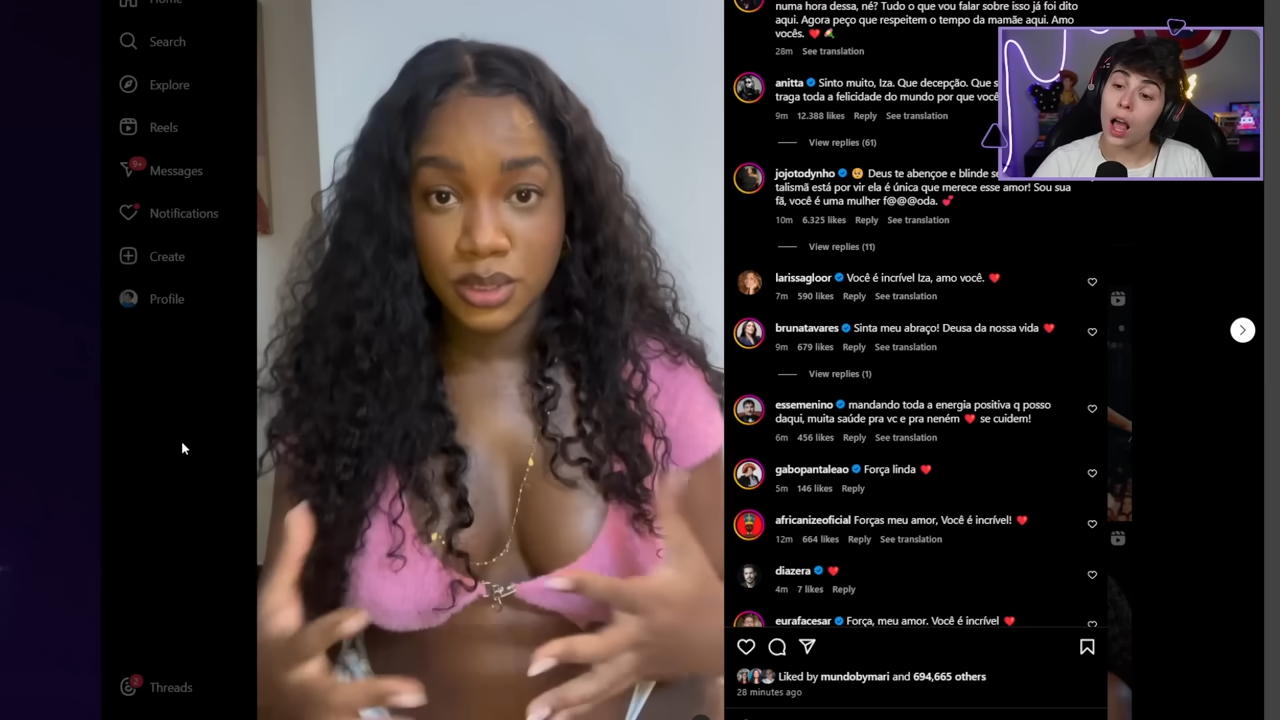 Home
Search
Explore
Reels
9+
Messages
Notifications
Create
Profile
2
Threads
numa hora dessa, né? Tudo o que vou falar sobre isso já foi dito
aqui. Agora peço que respeitem o tempo da mamãe aqui. Amo
vocês. ❤️
28m See translation
anitta Sinto muito, Iza. Que decepção. Que s
traga toda a felicidade do mundo por que você
9m 12.388 likes Reply See translation
View replies (61)
jojotodynho 🥹 Deus te abençoe e blinde se
talismã está por vir ela é única que merece esse amor! Sou sua
fã, você é uma mulher f@@@oda. 💕
10m 6.325 likes Reply See translation
View replies (11)
larissagloor Você é incrível Iza, amo você. ❤️
7m 590 likes Reply See translation
brunatavares Sinta meu abraço! Deusa da nossa vida ❤️
9m 679 likes Reply See translation
View replies (1)
essemenino mandando toda a energia positiva q posso
daqui, muita saúde pra vc e pra neném ❤️ se cuidem!
6m 456 likes Reply See translation
gabopantaleao Força linda ❤️
5m 146 likes Reply
africanizeoficial Forças meu amor, Você é incrível! ❤️
12m 664 likes Reply See translation
diazera ❤️
4m 7 likes Reply
eurafacesar Força, meu amor. Você é incrível ❤️
Liked by mundobymari and 694,665 others
28 minutes ago